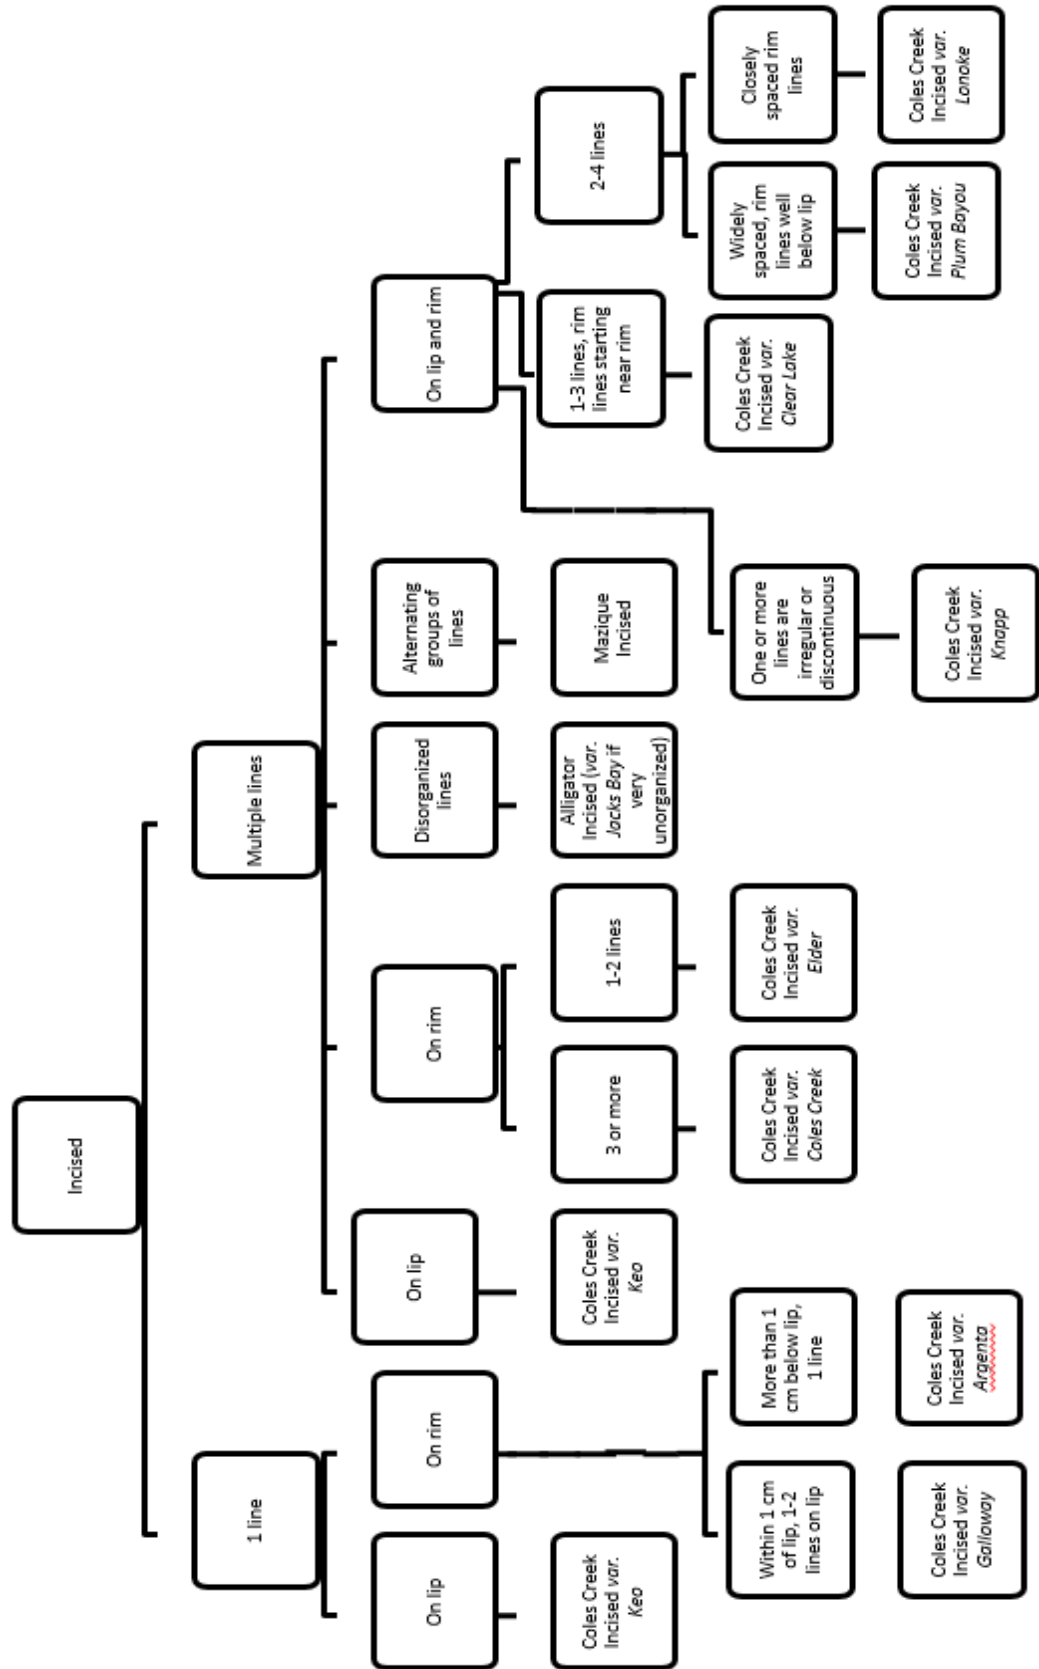 Incised
1 line
Multiple lines
On lip
On rim
On lip
On rim
Disorganized
lines
Alternating
groups of
lines
On lip and rim
Coles Creek
Incised var.
Keo
Coles Creek
Incised var.
Keo
3 or more
1-2 lines
Alligator
Incised (var.
Jacks Bay if
very
unorganized)
Mazique
Incised
1-3 lines, rim
lines starting
near rim
2-4 lines
Within 1 cm
of lip, 1-2
lines on lip
More than 1
cm below lip,
1 line
Coles Creek
Incised var.
Coles Creek
Coles Creek
Incised var.
Elder
One or more
lines are
irregular or
discontinuous
Coles Creek
Incised var.
Clear Lake
Widely
spaced, rim
lines well
below lip
Closely
spaced rim
lines
Coles Creek
Incised var.
Galloway
Coles Creek
Incised var.
Argenta
Coles Creek
Incised var.
Knapp
Coles Creek
Incised var.
Plum Bayou
Coles Creek
Incised var.
Lonoke